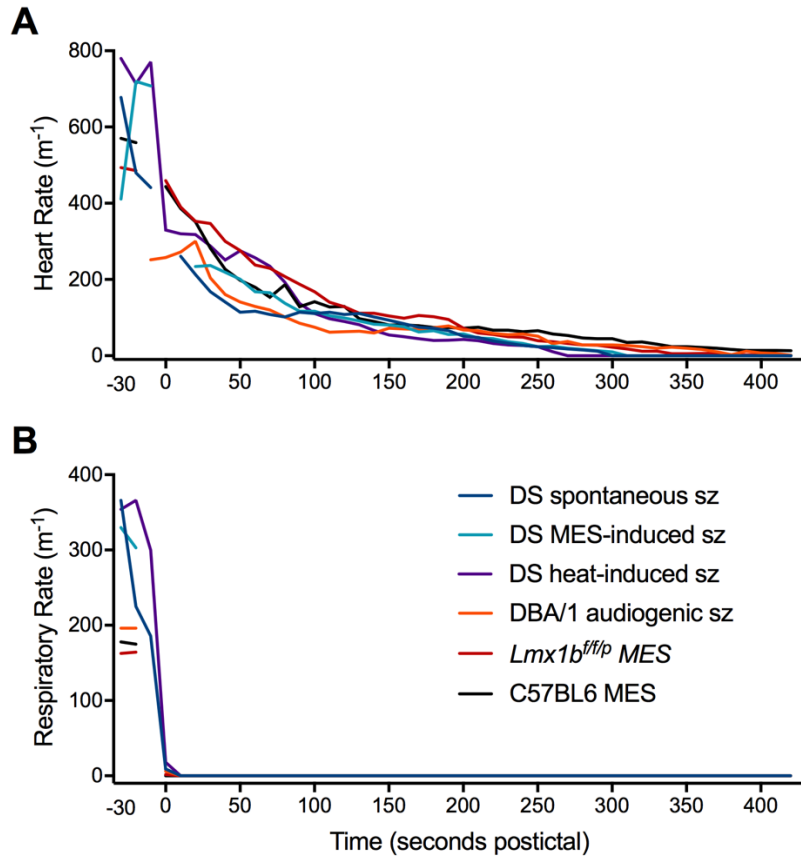 A
Heart Rate (m⁻¹)
800
600
400
200
0
-30 0 50 100 150 200 250 300 350 400
B
Respiratory Rate (m⁻¹)
400
300
200
100
0
DS spontaneous sz
DS MES-induced sz
DS heat-induced sz
DBA/1 audiogenic sz
Lmx1b^f/f/p MES
C57BL6 MES
-30 0 50 100 150 200 250 300 350 400
Time (seconds postictal)